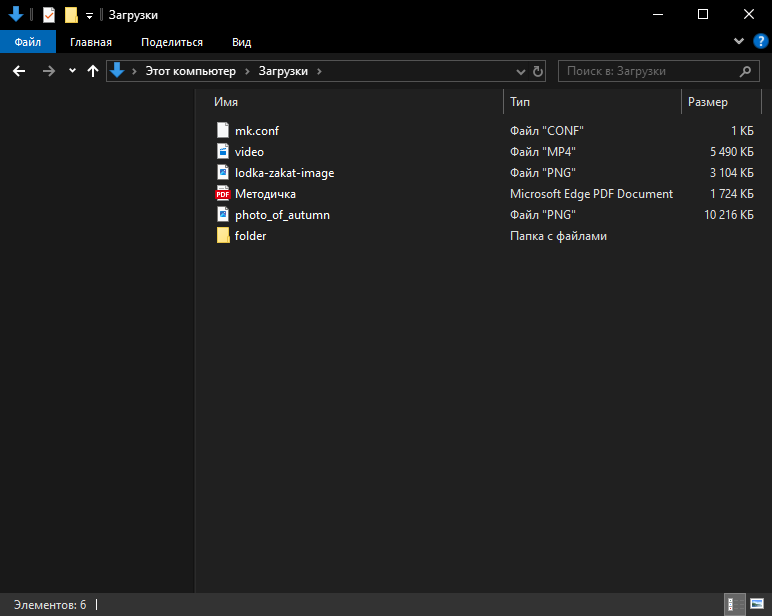 Загрузки
Файл Главная Поделиться Вид ?
Этот компьютер Загрузки Поиск в: Загрузки
Имя Тип Размер
mk.conf Файл "CONF" 1 КБ
video Файл "MP4" 5 490 КБ
lodka-zakat-image Файл "PNG" 3 104 КБ
PDF Методичка Microsoft Edge PDF Document 1 724 КБ
photo_of_autumn Файл "PNG" 10 216 КБ
folder Папка с файлами
Элементов: 6